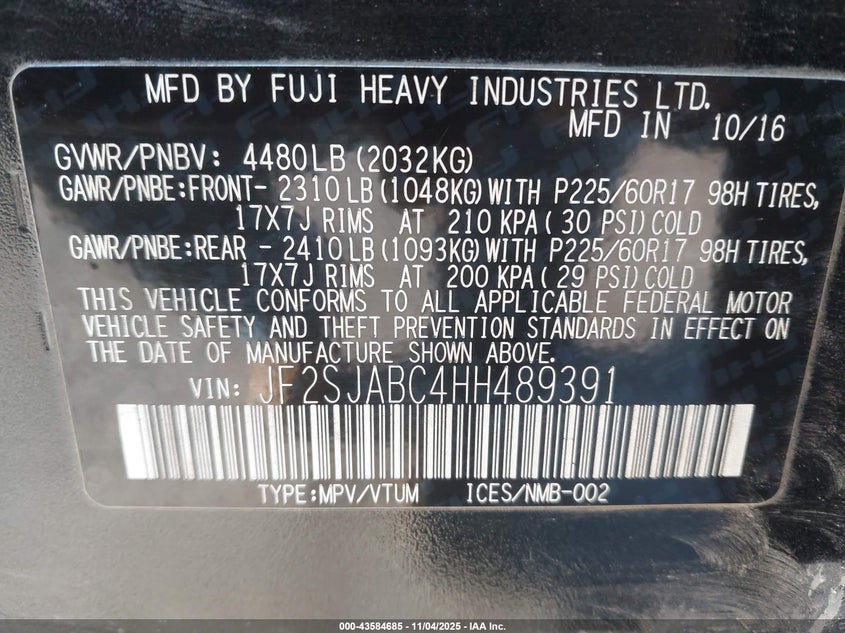 MFD BY FUJI HEAVY INDUSTRIES LTD.
MFD IN 10/16
GVWR/PNBV: 4480LB (2032KG)
GAWR/PNBE:FRONT- 2310LB (1048KG) WITH P225/60R17 98H TIRES,
17X7J RIMS AT 210 KPA ( 30 PSI) COLD
GAWR/PNBE:REAR - 2410LB (1093KG) WITH P225/60R17 98H TIRES,
17X7J RIMS AT 200 KPA ( 29 PSI) COLD
THIS VEHICLE CONFORMS TO ALL APPLICABLE FEDERAL MOTOR
VEHICLE SAFETY AND THEFT PREVENTION STANDARDS IN EFFECT ON
THE DATE OF MANUFACTURE SHOWN ABOVE.
VIN: JF2SJABC4HH489391
TYPE:MPV/VTUM ICES/NMB-002
000-43584685 - 11/04/2025 - IAA Inc.